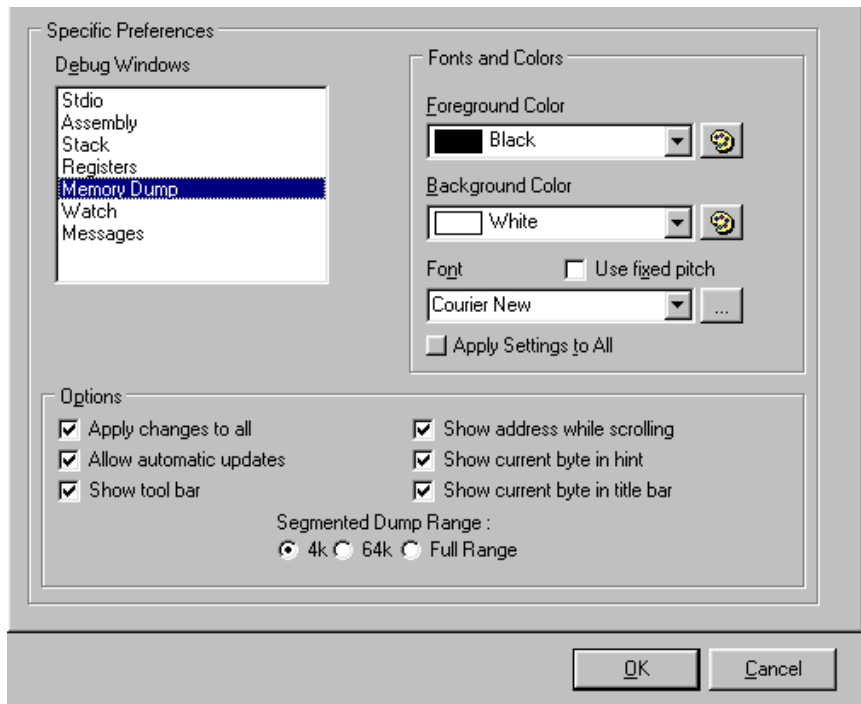 Specific Preferences
Debug Windows
Stdio
Assembly
Stack
Registers
Memory Dump
Watch
Messages
Fonts and Colors
Foreground Color
Black
Background Color
White
Font
Use fixed pitch
Courier New
...
Apply Settings to All
Options
Apply changes to all
Allow automatic updates
Show tool bar
Show address while scrolling
Show current byte in hint
Show current byte in title bar
Segmented Dump Range :
4k 64k Full Range
OK
Cancel